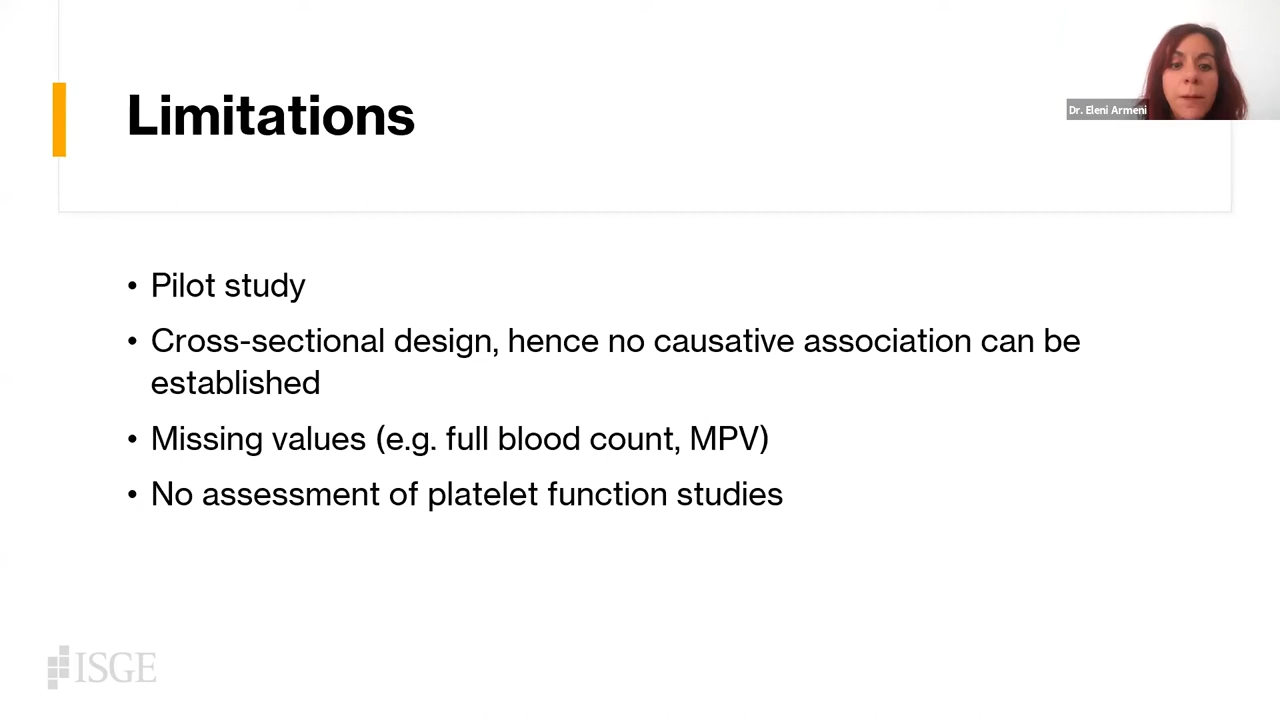 Limitations
Dr. Eleni Armeni
• Pilot study
• Cross-sectional design, hence no causative association can be
established
• Missing values (e.g. full blood count, MPV)
• No assessment of platelet function studies
ISGE